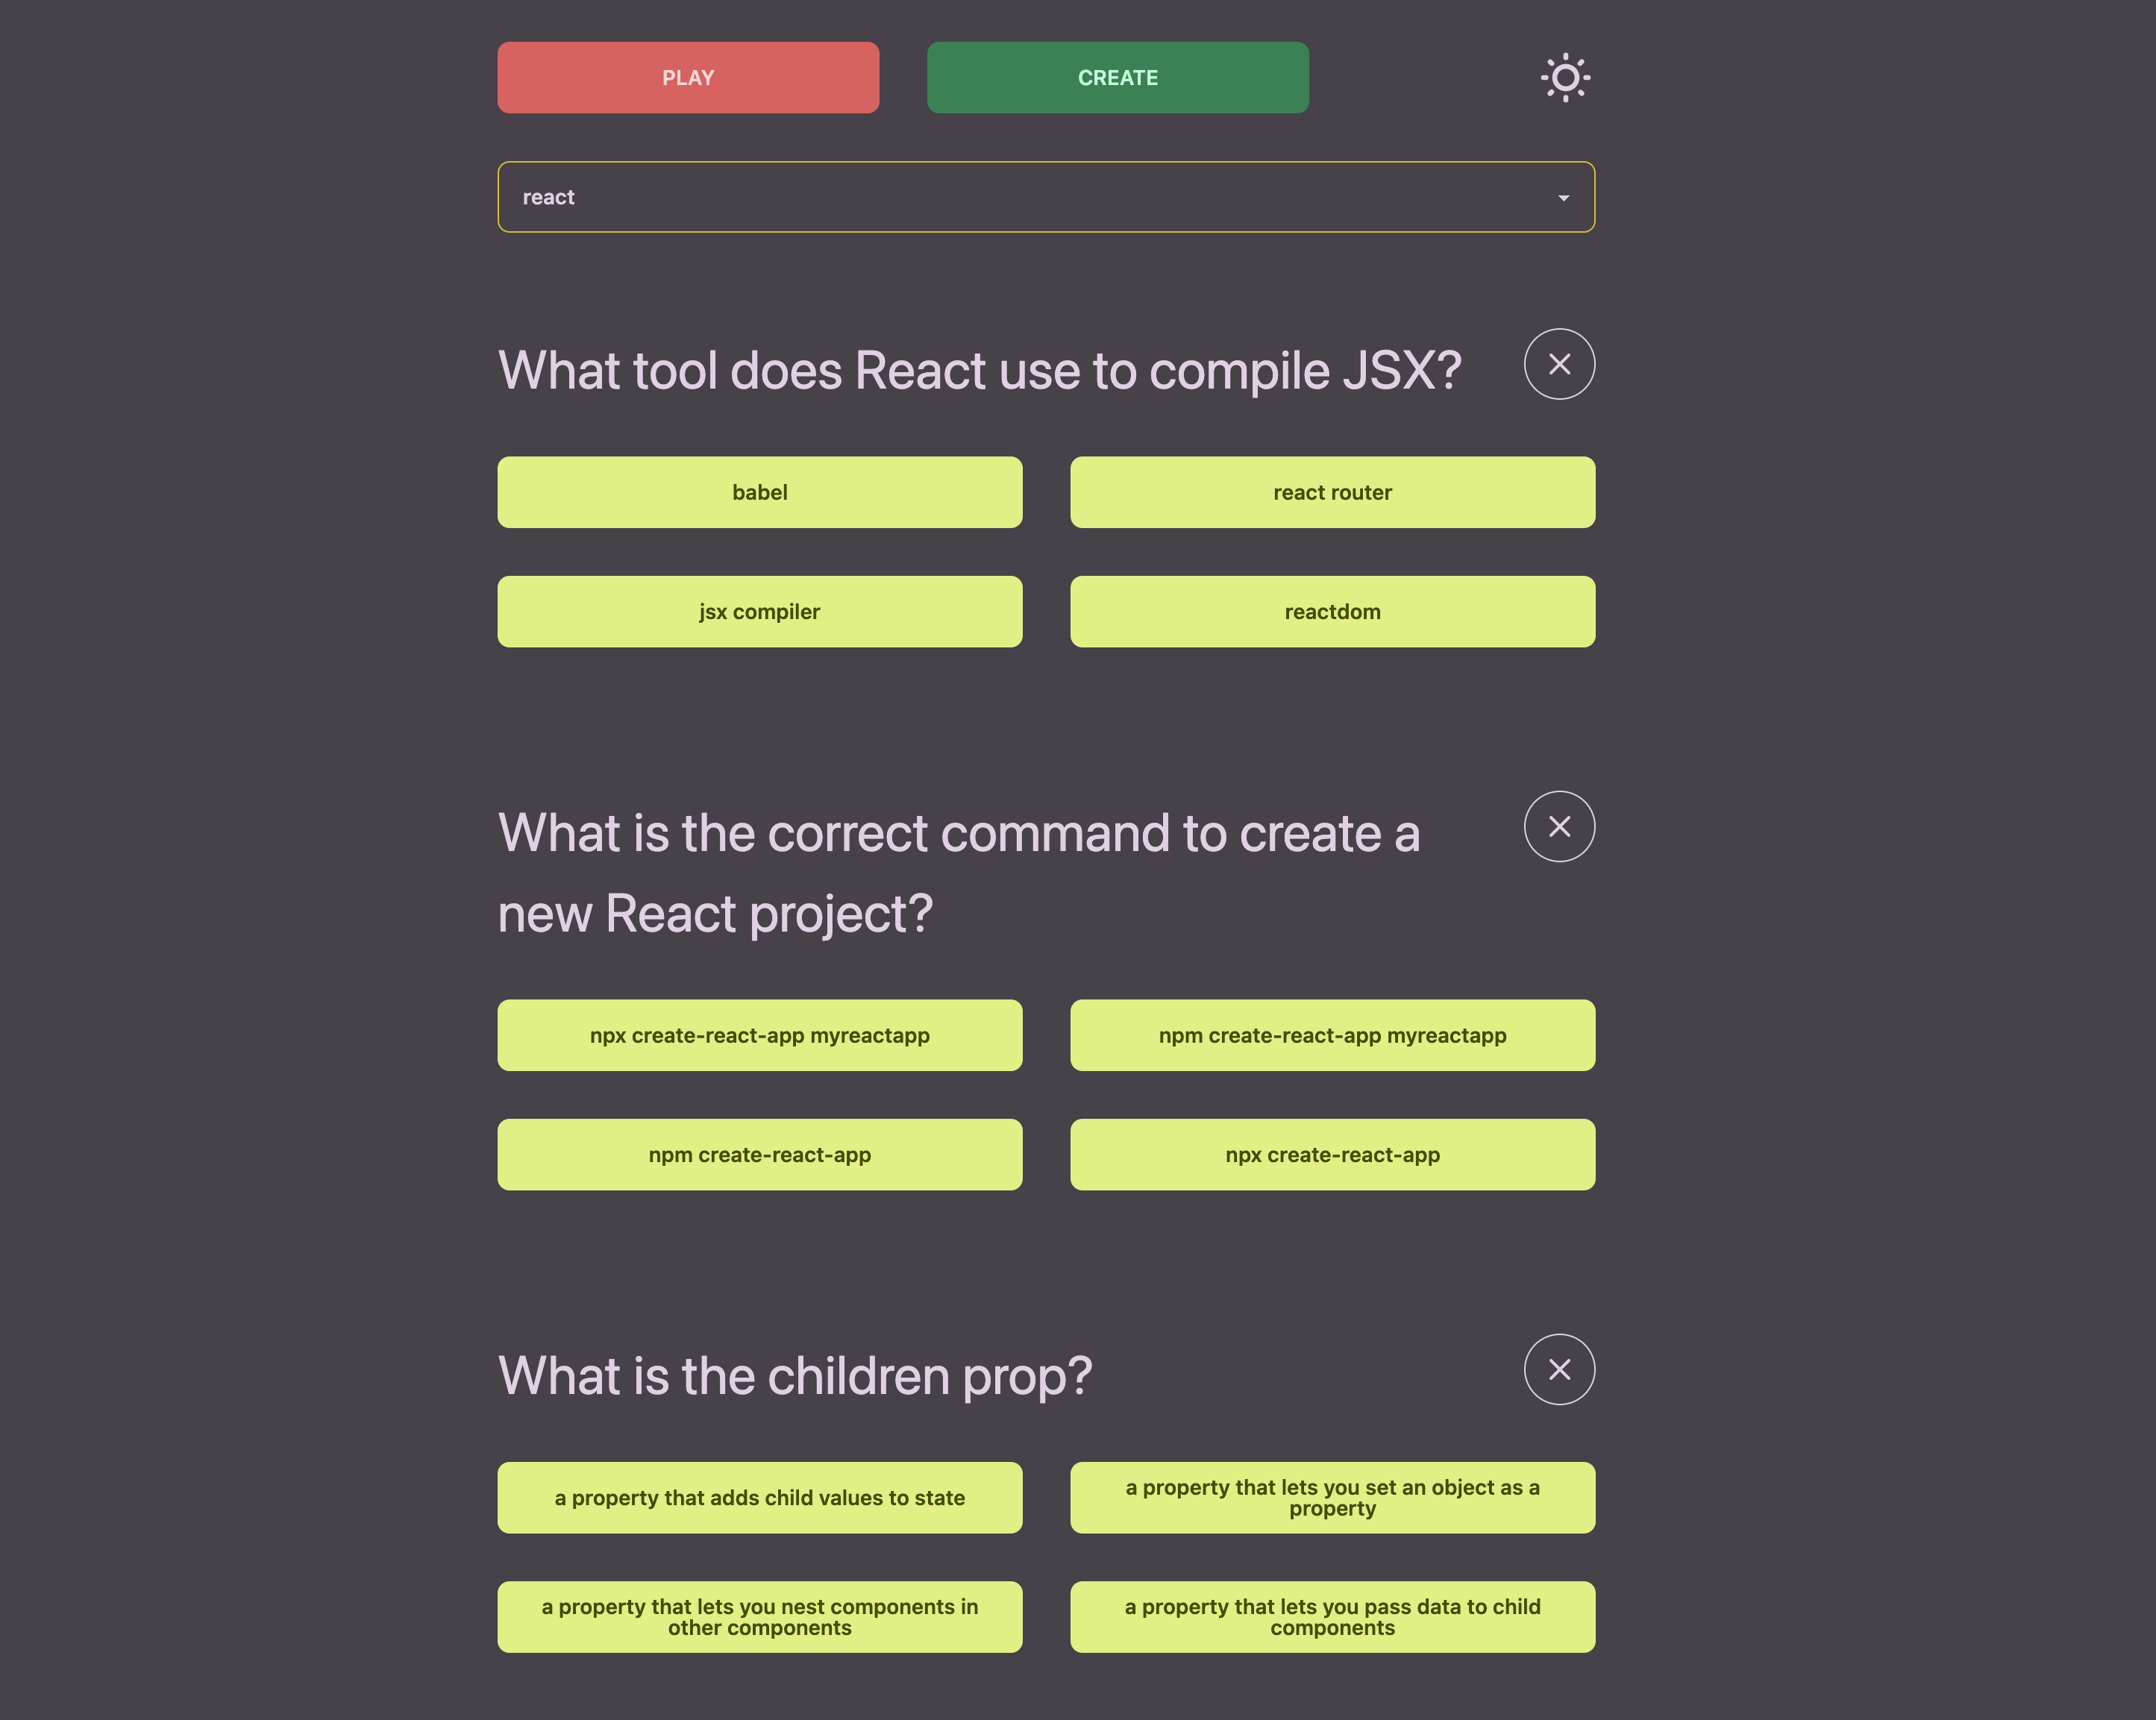 PLAY
CREATE
react
What tool does React use to compile JSX?
babel
react router
jsx compiler
reactdom
What is the correct command to create a
new React project?
npx create-react-app myreactapp
npm create-react-app myreactapp
npm create-react-app
npx create-react-app
What is the children prop?
a property that adds child values to state
a property that lets you set an object as a
property
a property that lets you nest components in
other components
a property that lets you pass data to child
components